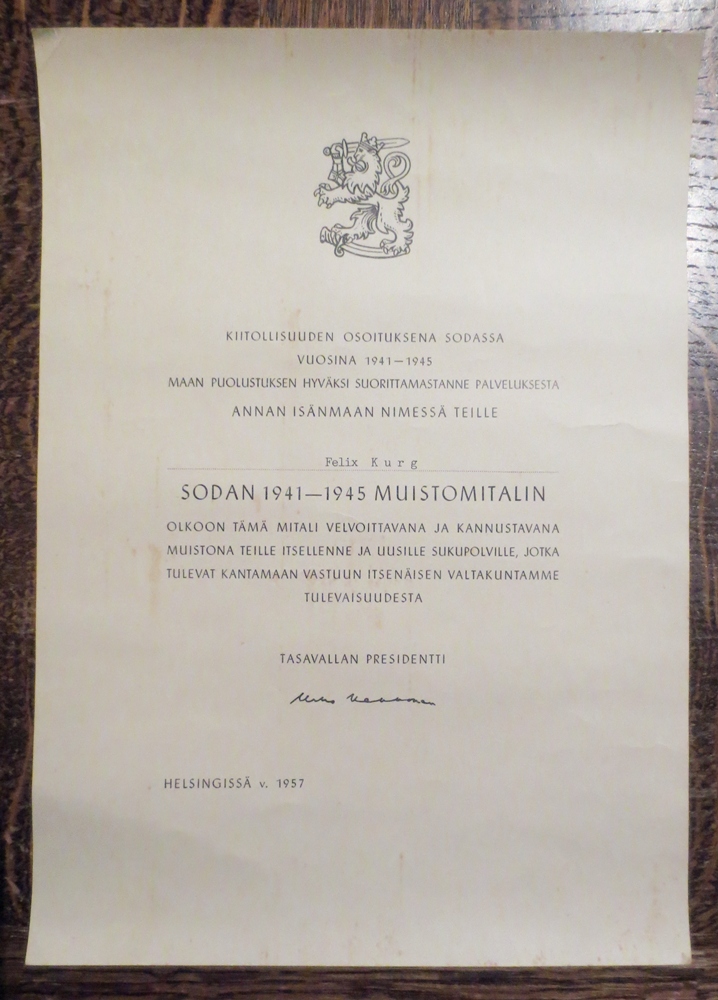 KIITOLLISUUDEN OSOITUKSENA SODASSA
VUOSINA 1941—1945
MAAN PUOLUSTUKSEN HYVÄKSI SUORITTAMASTANNE PALVELUKSESTA
ANNAN ISÄNMAAN NIMESSÄ TEILLE
Felix Kurg
SODAN 1941—1945 MUISTOMITALIN
OLKOON TÄMÄ MITALI VELVOITTAVANA JA KANNUSTAVANA
MUISTONA TEILLE ITSELLENNE JA UUSILLE SUKUPOLVILLE, JOTKA
TULEVAT KANTAMAAN VASTUUN ITSENÄISEN VALTAKUNTAMME
TULEVAISUUDESTA
TASAVALLAN PRESIDENTTI
Urho Kekkonen
HELSINGISSÄ v. 1957